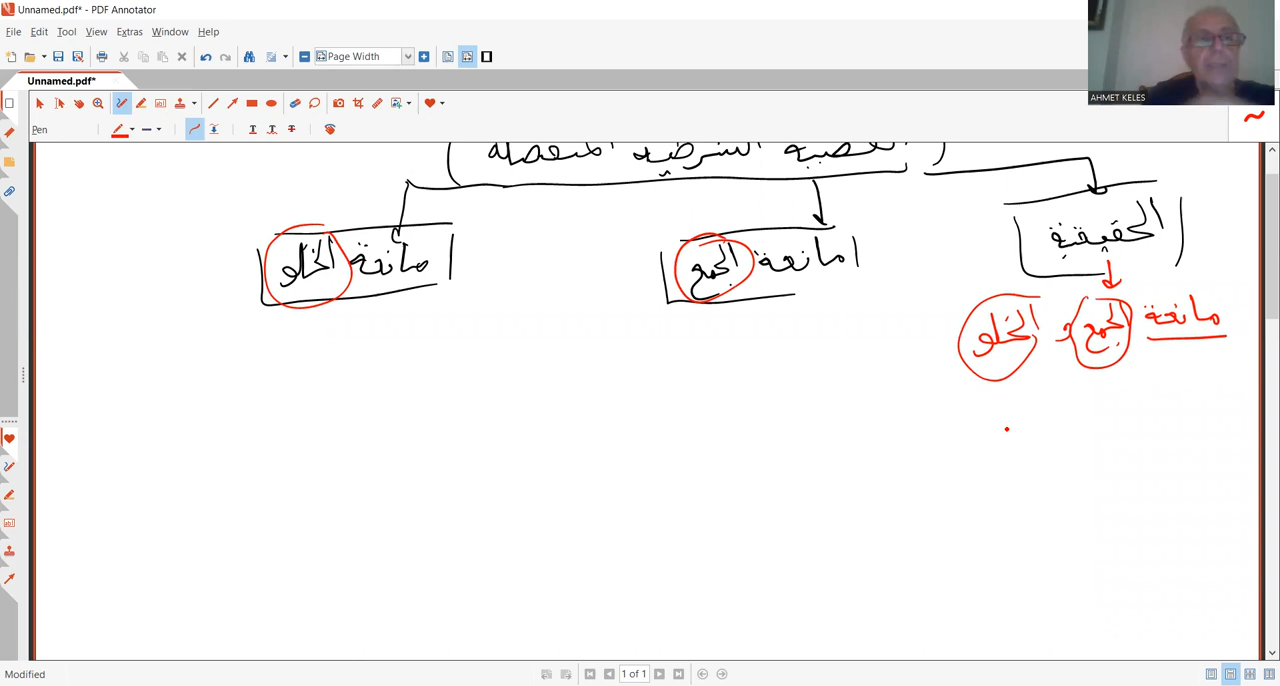 Unnamed.pdf* - PDF Annotator
File Edit Tool View Extras Window Help
Page Width
Unnamed.pdf*
AHMET KELES
Pen
القضية الشرطية المنفصلة
الحقيقية
مانعة الجمع
مانعة الخلو
مانعة الجمع و الخلو
Modified
1 of 1